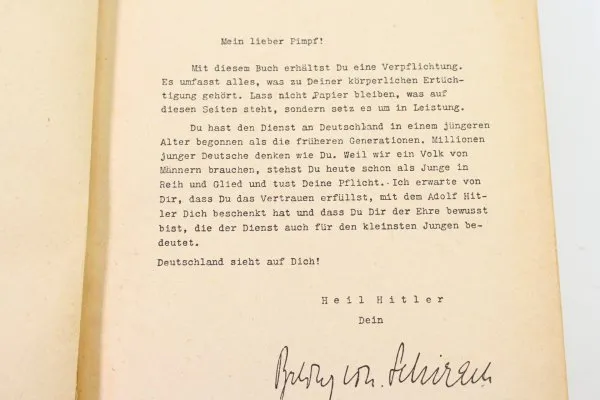 Mein lieber Pimpf!
Mit diesem Buch erhältst Du eine Verpflichtung.
Es umfasst alles, was zu Deiner körperlichen Ertüch-
tigung gehört. Lass nicht Papier bleiben, was auf
diesen Seiten steht, sondern setz es um in Leistung.
Du hast den Dienst an Deutschland in einem jüngeren
Alter begonnen als die früheren Generationen. Millionen
junger Deutsche denken wie Du. Weil wir ein Volk von
Männern brauchen, stehst Du heute schon als Junge in
Reih und Glied und tust Deine Pflicht. Ich erwarte von
Dir, dass Du das Vertrauen erfüllst, mit dem Adolf Hit-
ler Dich beschenkt hat und dass Du Dir der Ehre bewusst
bist, die der Dienst auch für den kleinsten Jungen be-
deutet.
Deutschland sieht auf Dich!
Heil Hitler
Dein
Baldur von Schirach